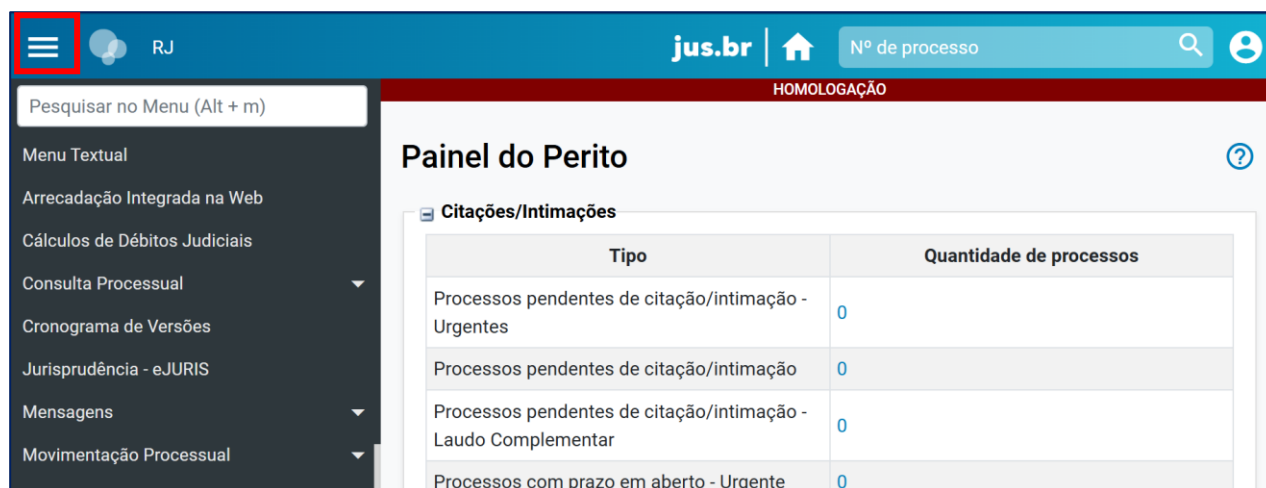 RJ
jus.br
Nº de processo
HOMOLOGAÇÃO
Pesquisar no Menu (Alt + m)
Menu Textual
Arrecadação Integrada na Web
Cálculos de Débitos Judiciais
Consulta Processual
Cronograma de Versões
Jurisprudência - eJURIS
Mensagens
Movimentação Processual
Painel do Perito
?
Citações/Intimações
Tipo
Quantidade de processos
Processos pendentes de citação/intimação -
Urgentes
0
Processos pendentes de citação/intimação
0
Processos pendentes de citação/intimação -
Laudo Complementar
0
Processos com prazo em aberto - Urgente
0